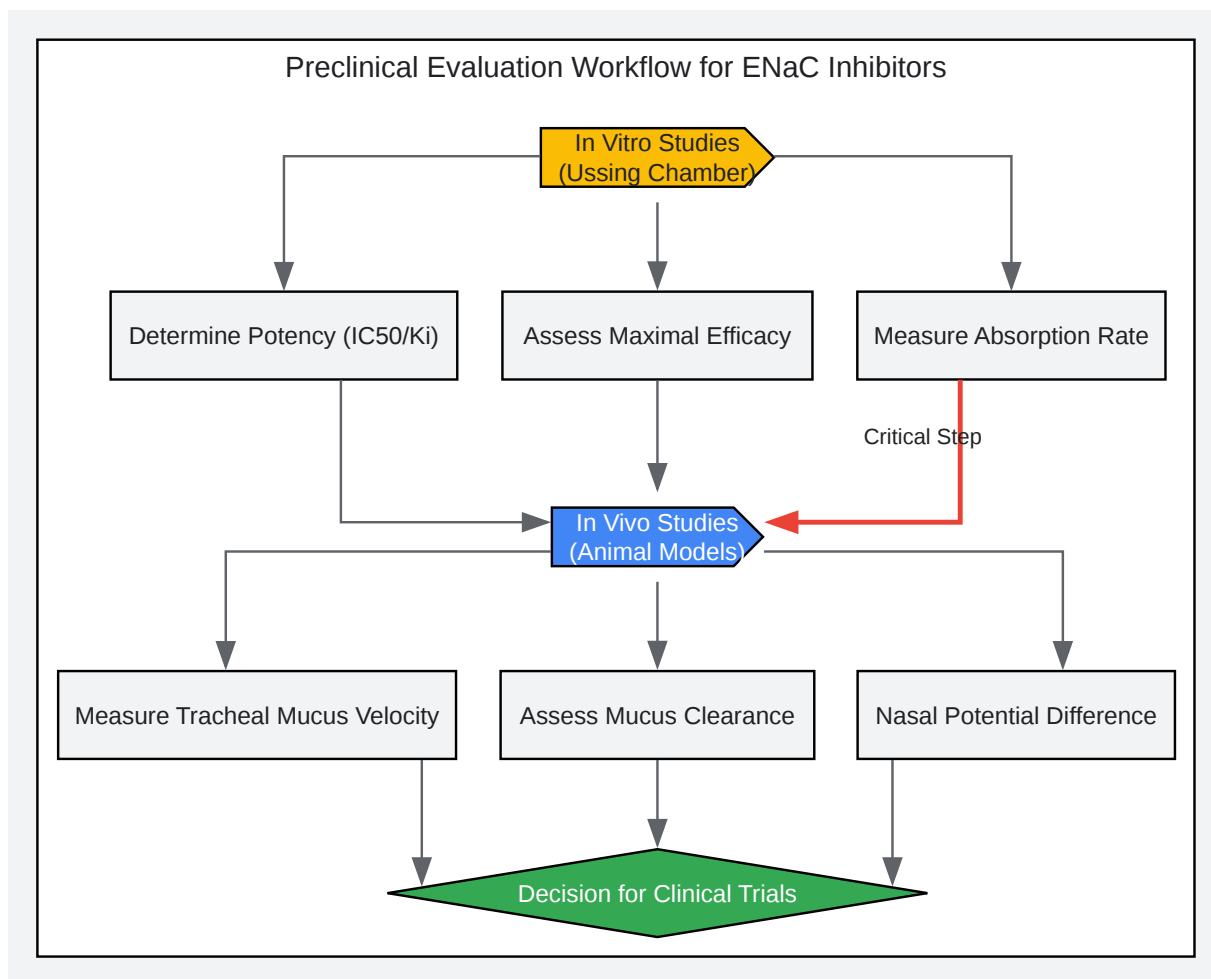 Preclinical Evaluation Workflow for ENaC Inhibitors
In Vitro Studies
(Ussing Chamber)
Determine Potency (IC50/Ki)
Assess Maximal Efficacy
Measure Absorption Rate
Critical Step
In Vivo Studies
(Animal Models)
Measure Tracheal Mucus Velocity
Assess Mucus Clearance
Nasal Potential Difference
Decision for Clinical Trials